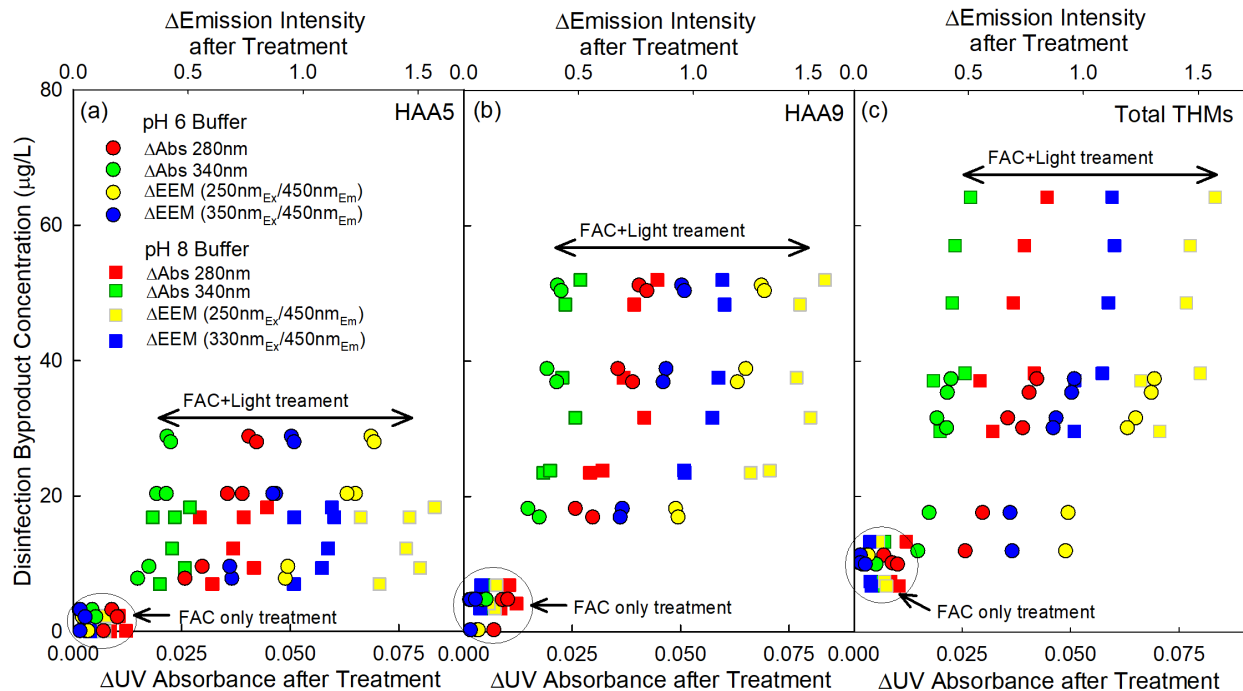 ΔEmission Intensity
after Treatment
ΔEmission Intensity
after Treatment
ΔEmission Intensity
after Treatment
0.0 0.5 1.0 1.5
0.0 0.5 1.0 1.5
0.0 0.5 1.0 1.5
Disinfection Byproduct Concentration (μg/L)
80
60
40
20
0
(a)
HAA5
pH 6 Buffer
ΔAbs 280nm
ΔAbs 340nm
ΔEEM (250nmEx/450nmEm)
ΔEEM (350nmEx/450nmEm)
pH 8 Buffer
ΔAbs 280nm
ΔAbs 340nm
ΔEEM (250nmEx/450nmEm)
ΔEEM (330nmEx/450nmEm)
FAC+Light treament
FAC only treatment
(b)
HAA9
FAC+Light treament
FAC only treatment
(c)
Total THMs
FAC+Light treament
FAC only treatment
0.000 0.025 0.050 0.075
0.000 0.025 0.050 0.075
0.000 0.025 0.050 0.075
ΔUV Absorbance after Treatment
ΔUV Absorbance after Treatment
ΔUV Absorbance after Treatment